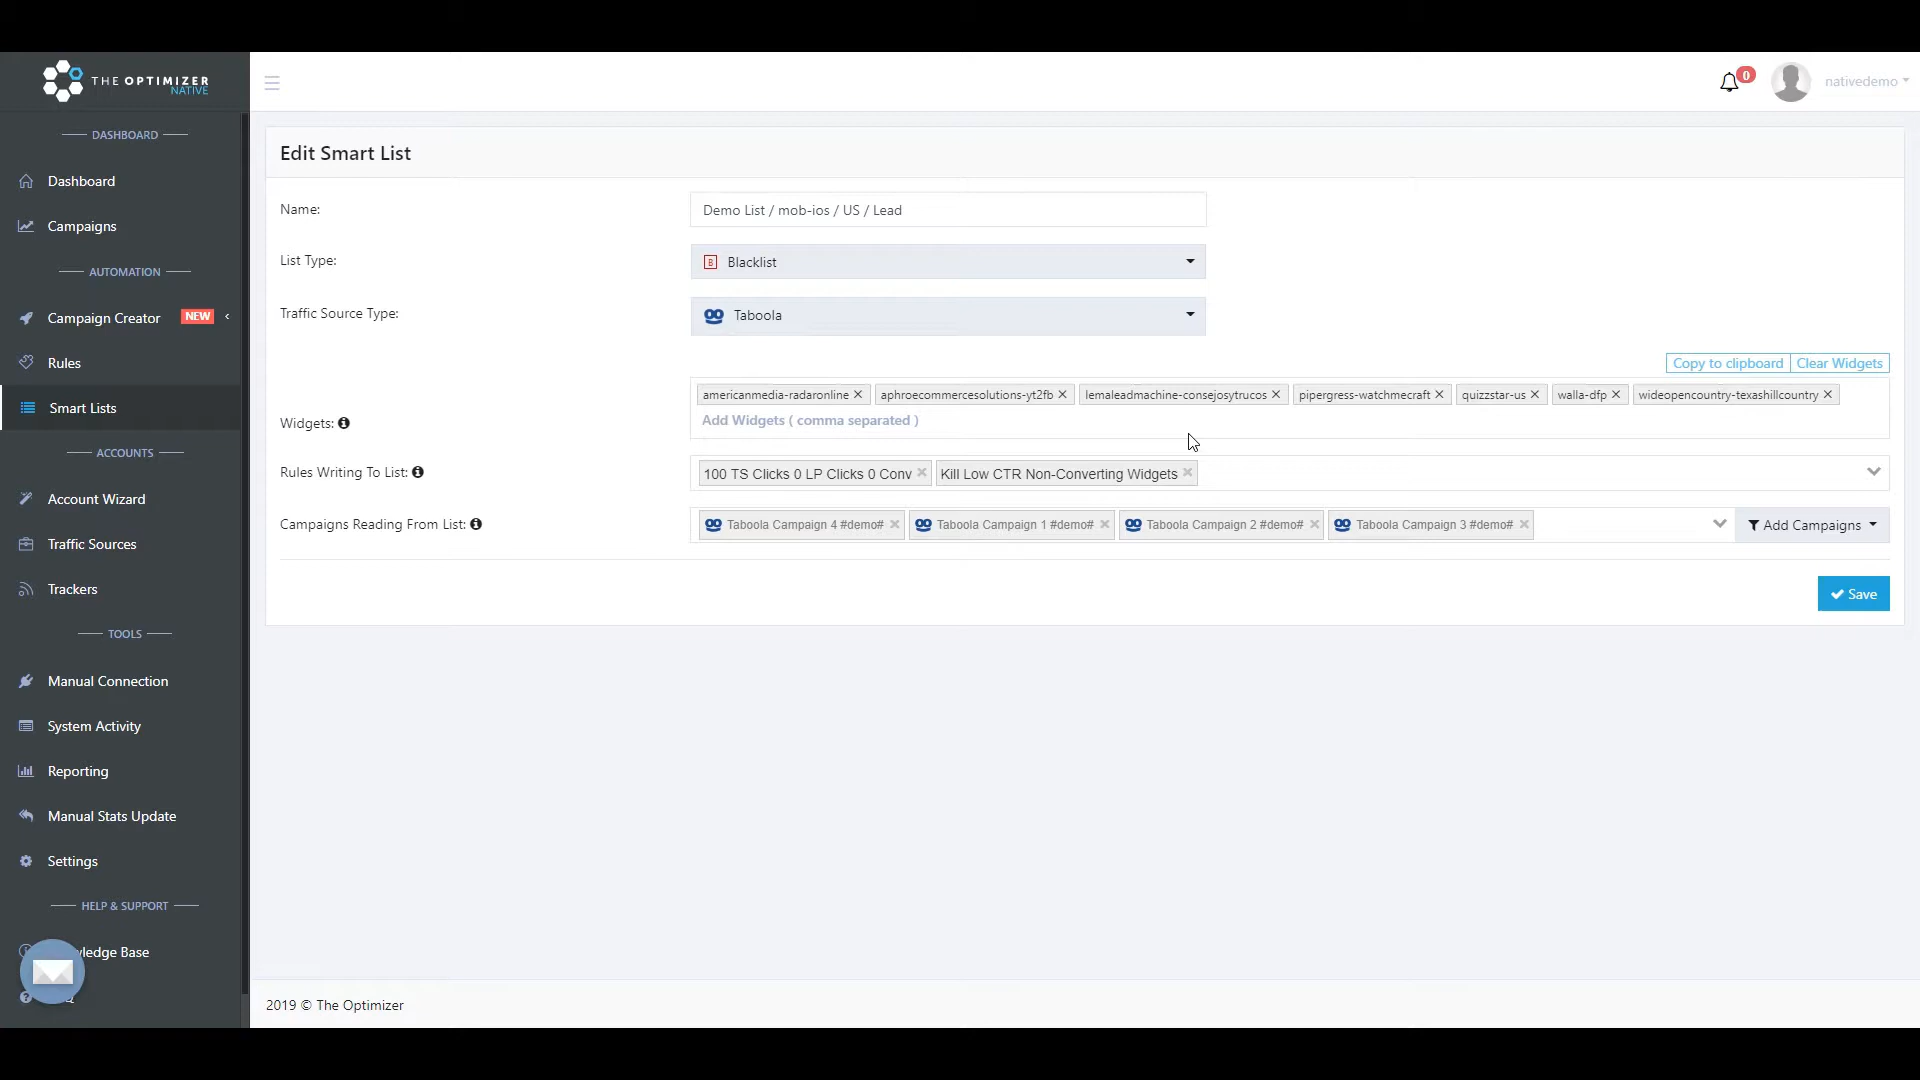 THE OPTIMIZER
NATIVE
0
nativedemo
DASHBOARD
Dashboard
Campaigns
AUTOMATION
Campaign Creator NEW
Rules
Smart Lists
ACCOUNTS
Account Wizard
Traffic Sources
Trackers
TOOLS
Manual Connection
System Activity
Reporting
Manual Stats Update
Settings
HELP & SUPPORT
ledge Base
Edit Smart List
Name: Demo List / mob-ios / US / Lead
List Type: B Blacklist
Traffic Source Type: Taboola
Copy to clipboard Clear Widgets
americanmedia-radaronline aphroecommercesolutions-yt2fb lemaleadmachine-consejosytrucos pipergress-watchmecraft quizzstar-us walla-dfp wideopencountry-texashillcountry
Add Widgets ( comma separated )
Widgets:
Rules Writing To List: 100 TS Clicks 0 LP Clicks 0 Conv Kill Low CTR Non-Converting Widgets
Campaigns Reading From List: Taboola Campaign 4 #demo# Taboola Campaign 1 #demo# Taboola Campaign 2 #demo# Taboola Campaign 3 #demo# Add Campaigns
Save
2019 © The Optimizer